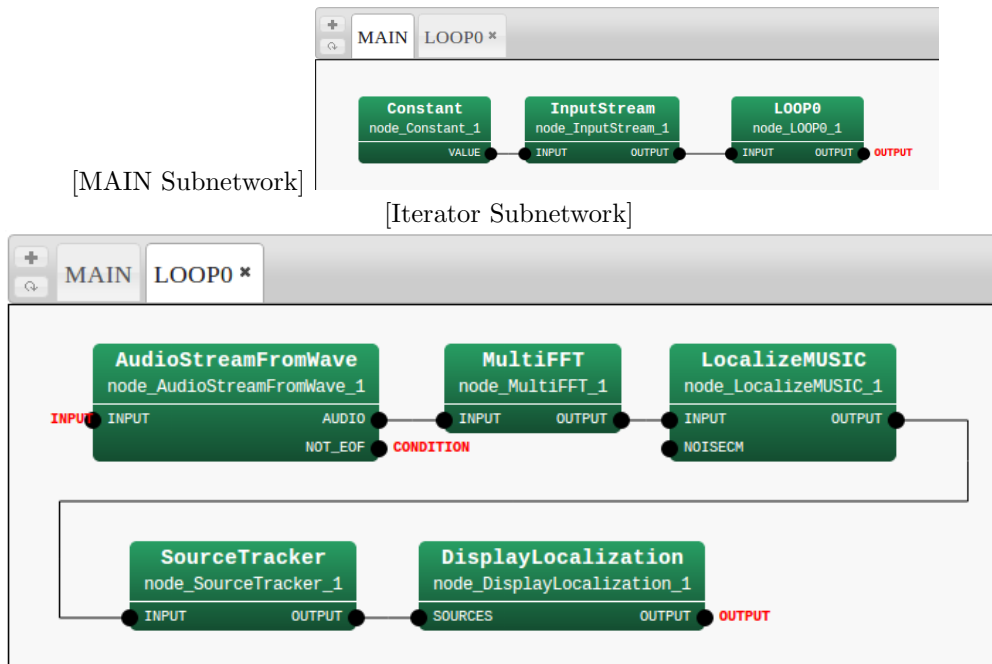 MAIN LOOP0 ×
Constant
node_Constant_1
VALUE
InputStream
node_InputStream_1
INPUT OUTPUT
LOOP0
node_LOOP0_1
INPUT OUTPUT OUTPUT
[MAIN Subnetwork]
[Iterator Subnetwork]
MAIN LOOP0 ×
AudioStreamFromWave
node_AudioStreamFromWave_1
INPUT INPUT AUDIO
NOT_EOF CONDITION
MultiFFT
node_MultiFFT_1
INPUT OUTPUT
LocalizeMUSIC
node_LocalizeMUSIC_1
INPUT OUTPUT
NOISECM
SourceTracker
node_SourceTracker_1
INPUT OUTPUT
DisplayLocalization
node_DisplayLocalization_1
SOURCES OUTPUT OUTPUT